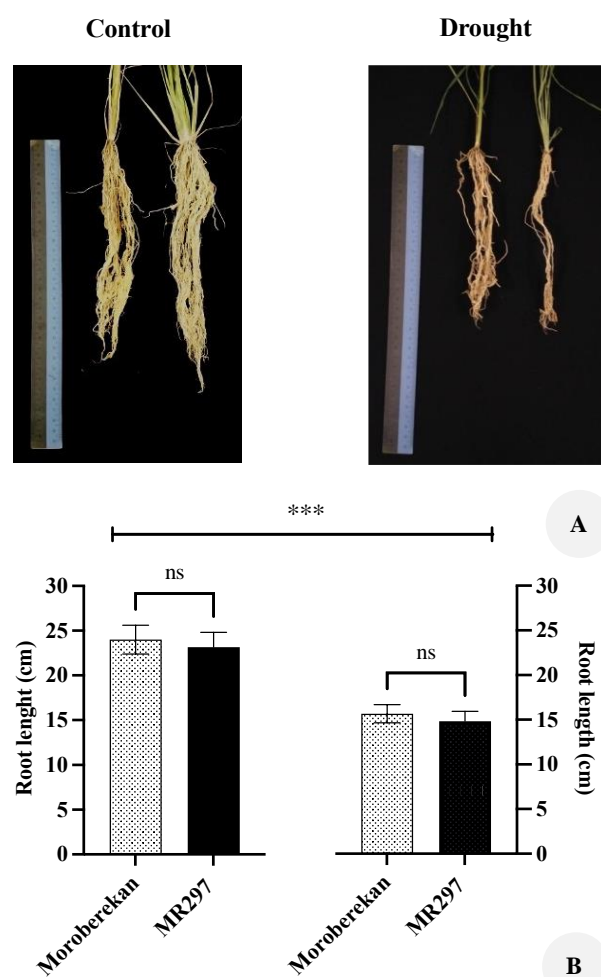 Control
Drought
A
***
ns
ns
30
25
20
15
10
5
0
Root lenght (cm)
30
25
20
15
10
5
0
Root length (cm)
Moroberekan
MR297
Moroberekan
MR297
B